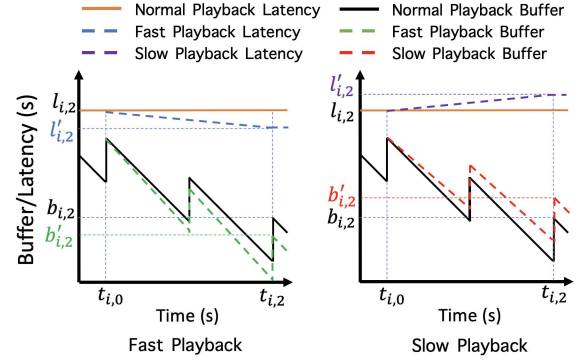 Normal Playback Latency Normal Playback Buffer
Fast Playback Latency Fast Playback Buffer
Slow Playback Latency Slow Playback Buffer
Buffer/Latency (s)
l_{i,2}
l'_{i,2}
b_{i,2}
b'_{i,2}
t_{i,0} t_{i,2}
Time (s)
Fast Playback
l'_{i,2}
l_{i,2}
b'_{i,2}
b_{i,2}
t_{i,0} t_{i,2}
Time (s)
Slow Playback